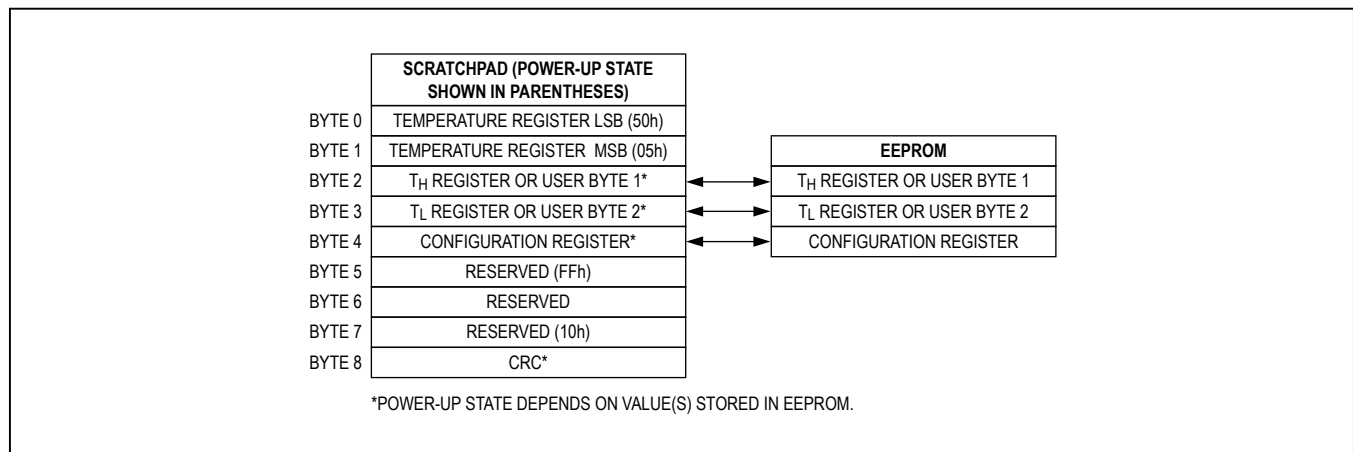 SCRATCHPAD (POWER-UP STATE
SHOWN IN PARENTHESES)
BYTE 0 TEMPERATURE REGISTER LSB (50h)
BYTE 1 TEMPERATURE REGISTER MSB (05h) EEPROM
BYTE 2 TH REGISTER OR USER BYTE 1* TH REGISTER OR USER BYTE 1
BYTE 3 TL REGISTER OR USER BYTE 2* TL REGISTER OR USER BYTE 2
BYTE 4 CONFIGURATION REGISTER* CONFIGURATION REGISTER
BYTE 5 RESERVED (FFh)
BYTE 6 RESERVED
BYTE 7 RESERVED (10h)
BYTE 8 CRC*
*POWER-UP STATE DEPENDS ON VALUE(S) STORED IN EEPROM.